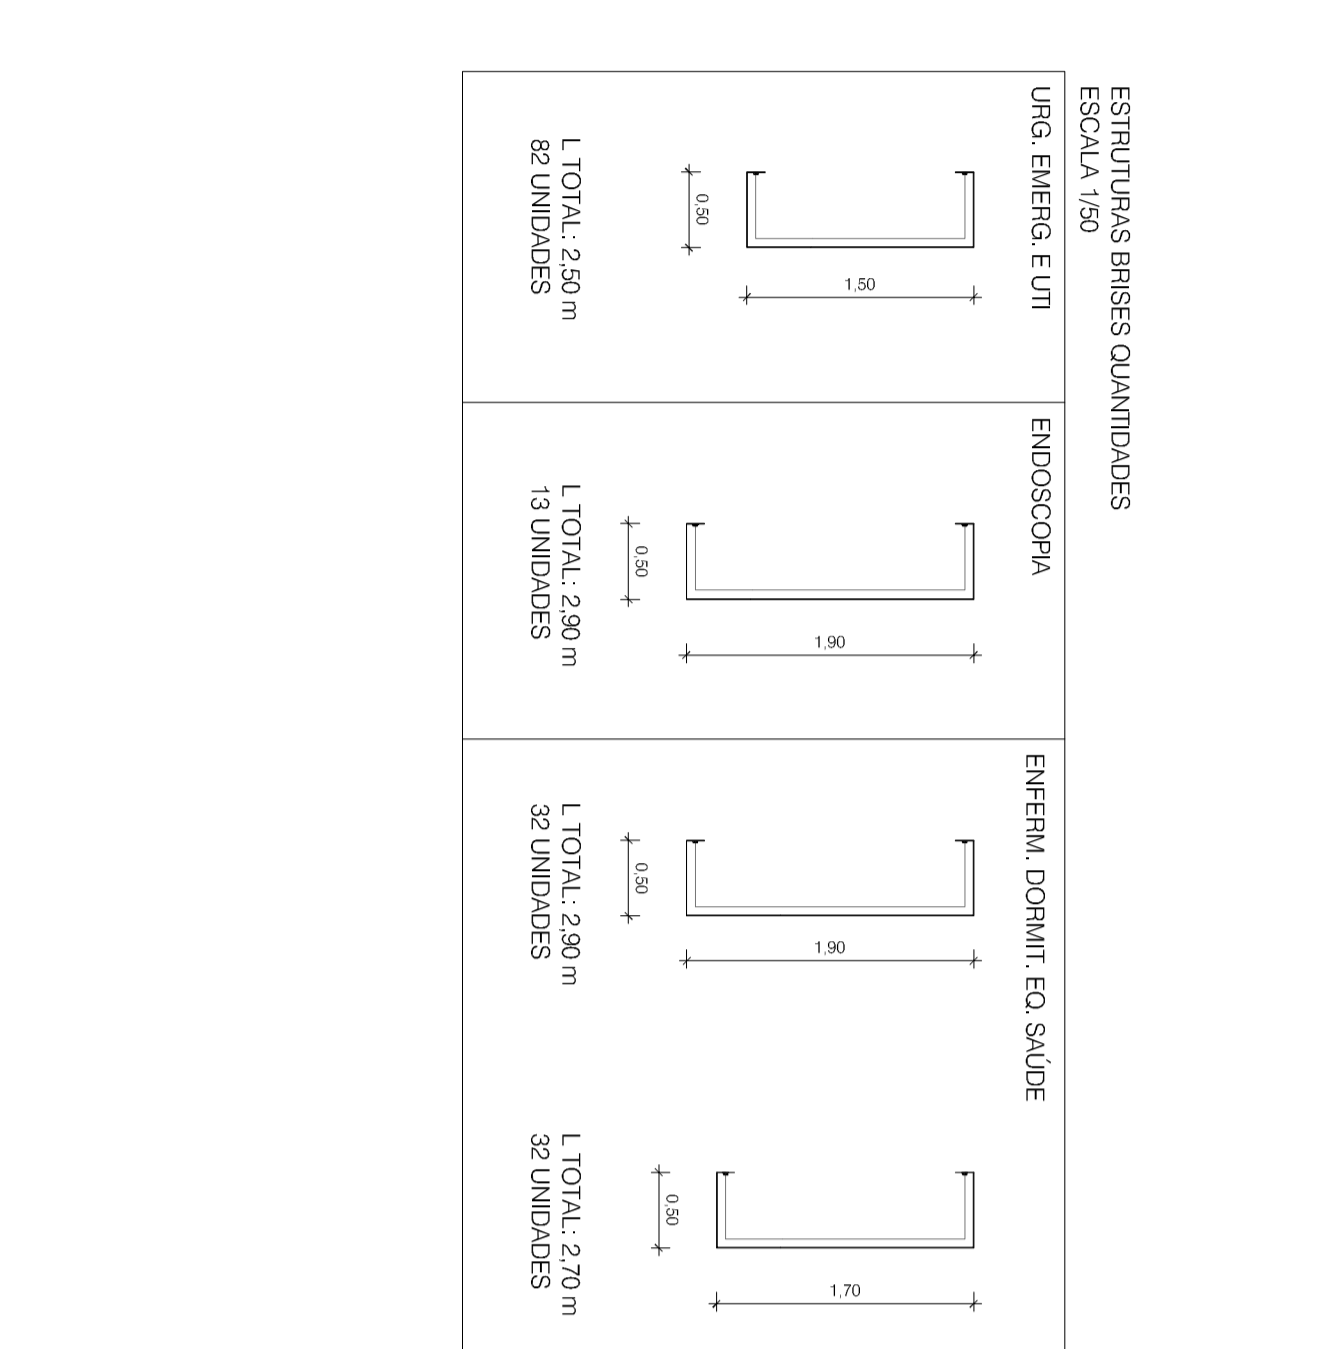 ESTRUTURAS BRISES QUANTIDADES
ESCALA 1/50
URG. EMERG. E UTI
1,50
0,50
L TOTAL: 2,50 m
82 UNIDADES
ENDOSCOPIA
1,90
0,50
L TOTAL: 2,90 m
13 UNIDADES
ENFERM. DORMIT. EQ. SAÚDE
1,90
0,50
L TOTAL: 2,90 m
32 UNIDADES
1,70
0,50
L TOTAL: 2,70 m
32 UNIDADES